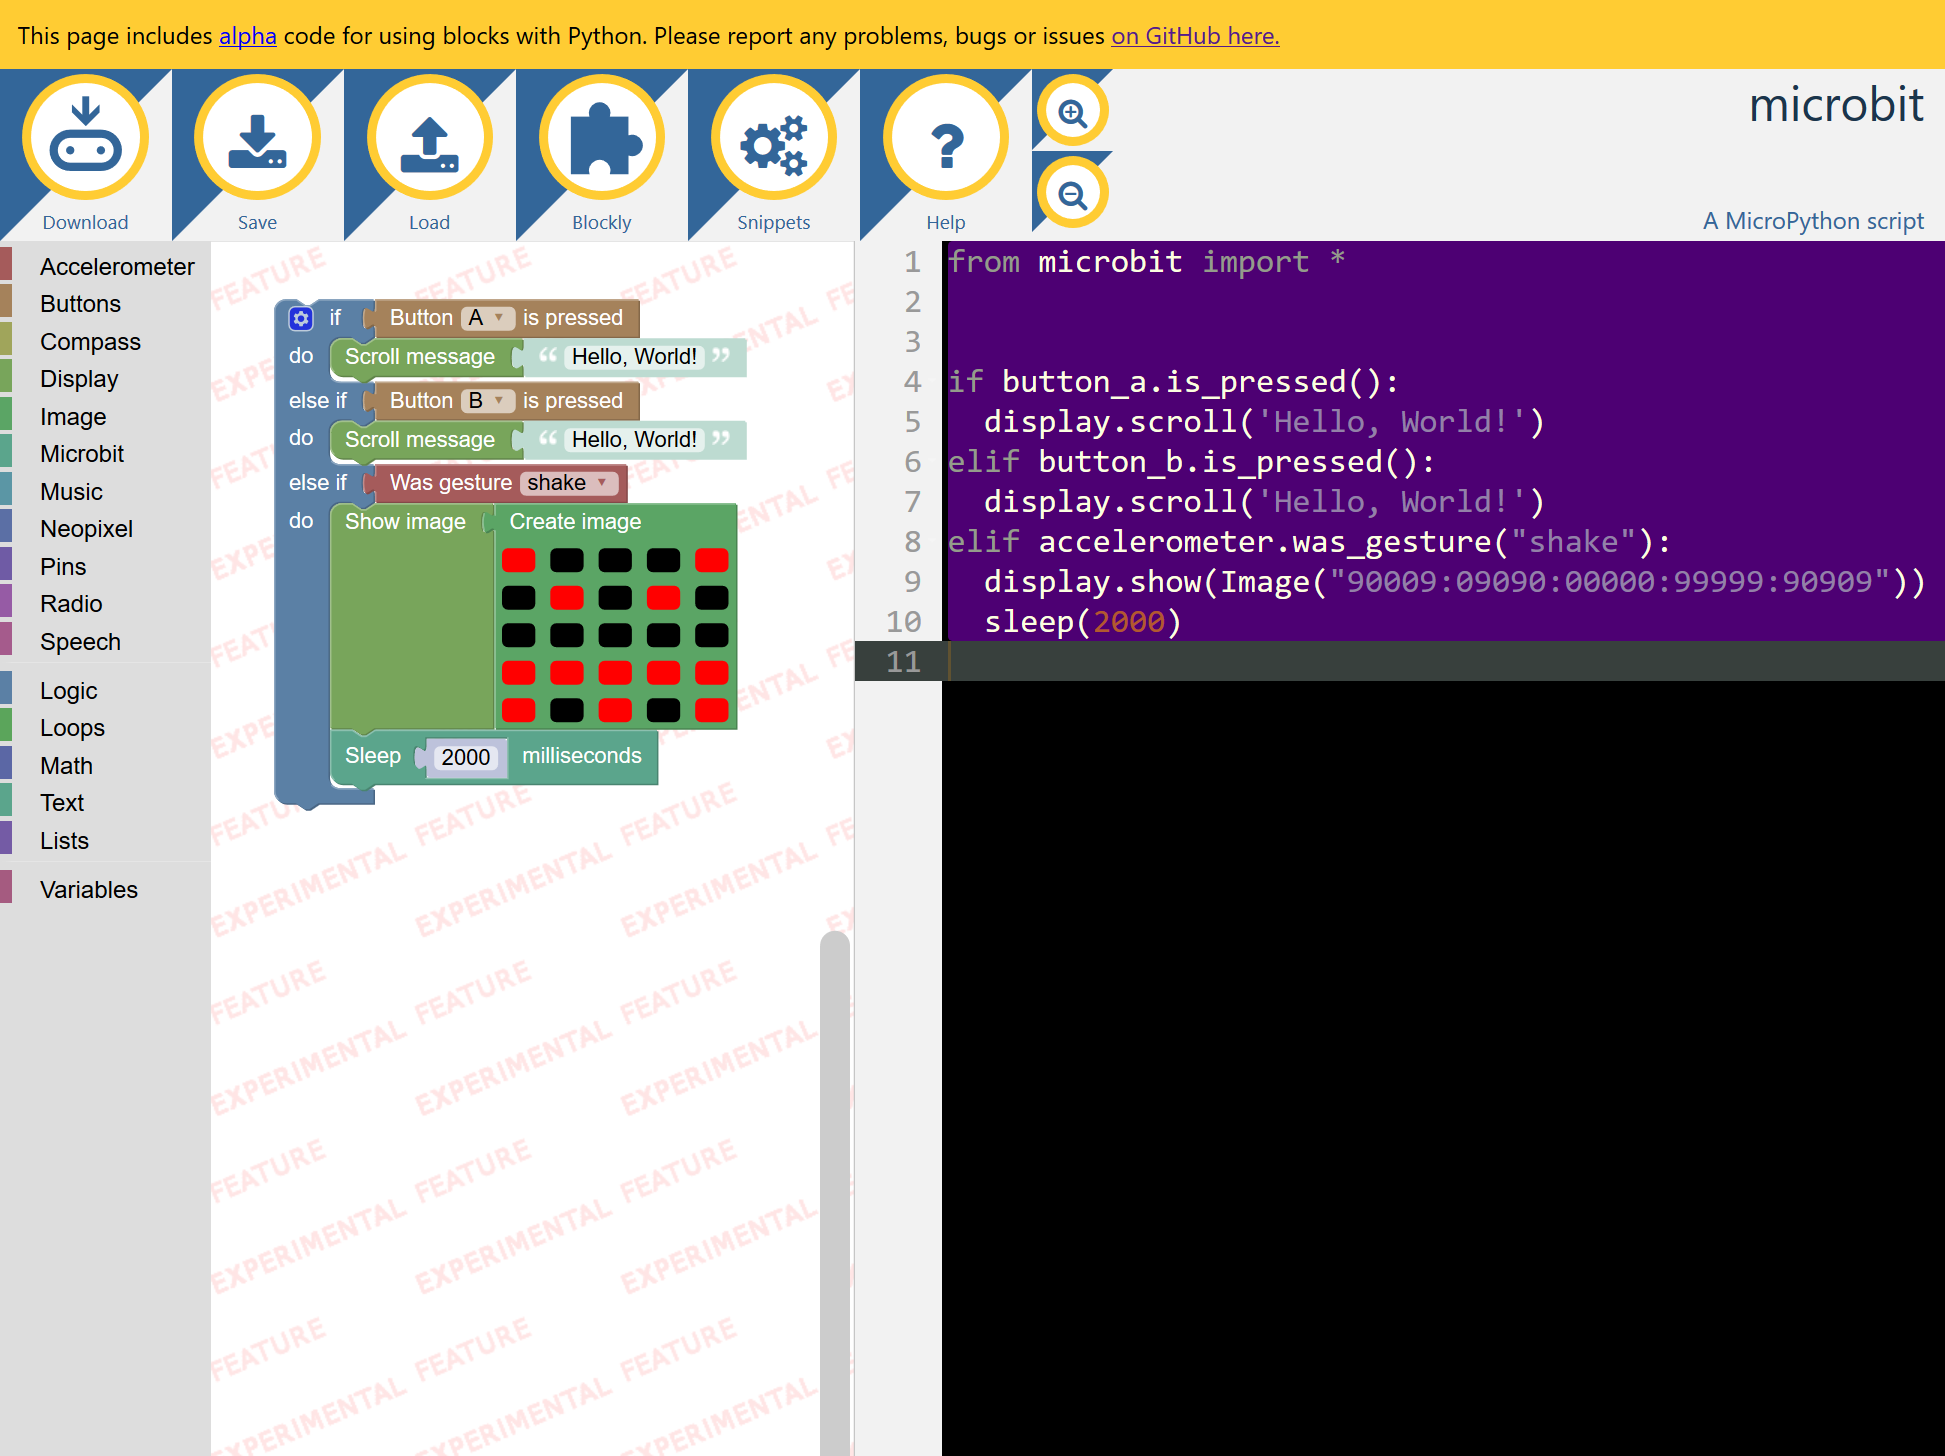 This page includes alpha code for using blocks with Python. Please report any problems, bugs or issues on GitHub here.
Download
Save
Load
Blockly
Snippets
Help
microbit
A MicroPython script
Accelerometer
Buttons
Compass
Display
Image
Microbit
Music
Neopixel
Pins
Radio
Speech
Logic
Loops
Math
Text
Lists
Variables
if Button A is pressed
do Scroll message “ Hello, World! ”
else if Button B is pressed
do Scroll message “ Hello, World! ”
else if Was gesture shake
do Show image Create image
Sleep 2000 milliseconds
EXPERIMENTAL FEATURE
1 from microbit import *
2
3
4 if button_a.is_pressed():
5 display.scroll('Hello, World!')
6 elif button_b.is_pressed():
7 display.scroll('Hello, World!')
8 elif accelerometer.was_gesture("shake"):
9 display.show(Image("90009:09090:00000:99999:90909"))
10 sleep(2000)
11